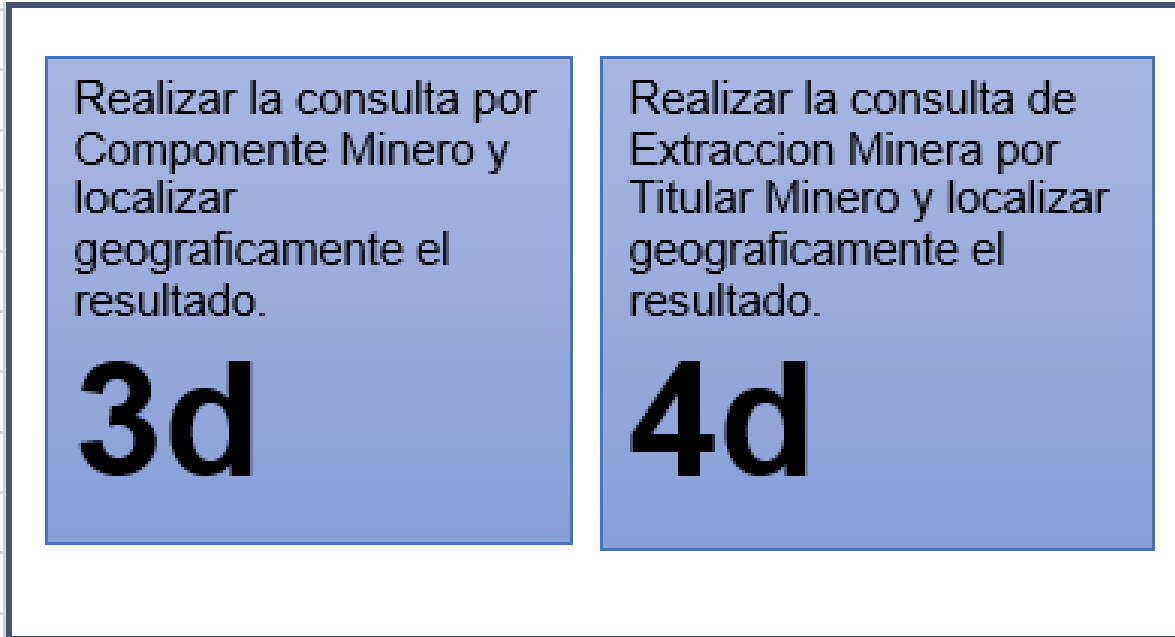 Realizar la consulta por
Componente Minero y
localizar
geograficamente el
resultado.
3d
Realizar la consulta de
Extraccion Minera por
Titular Minero y localizar
geograficamente el
resultado.
4d